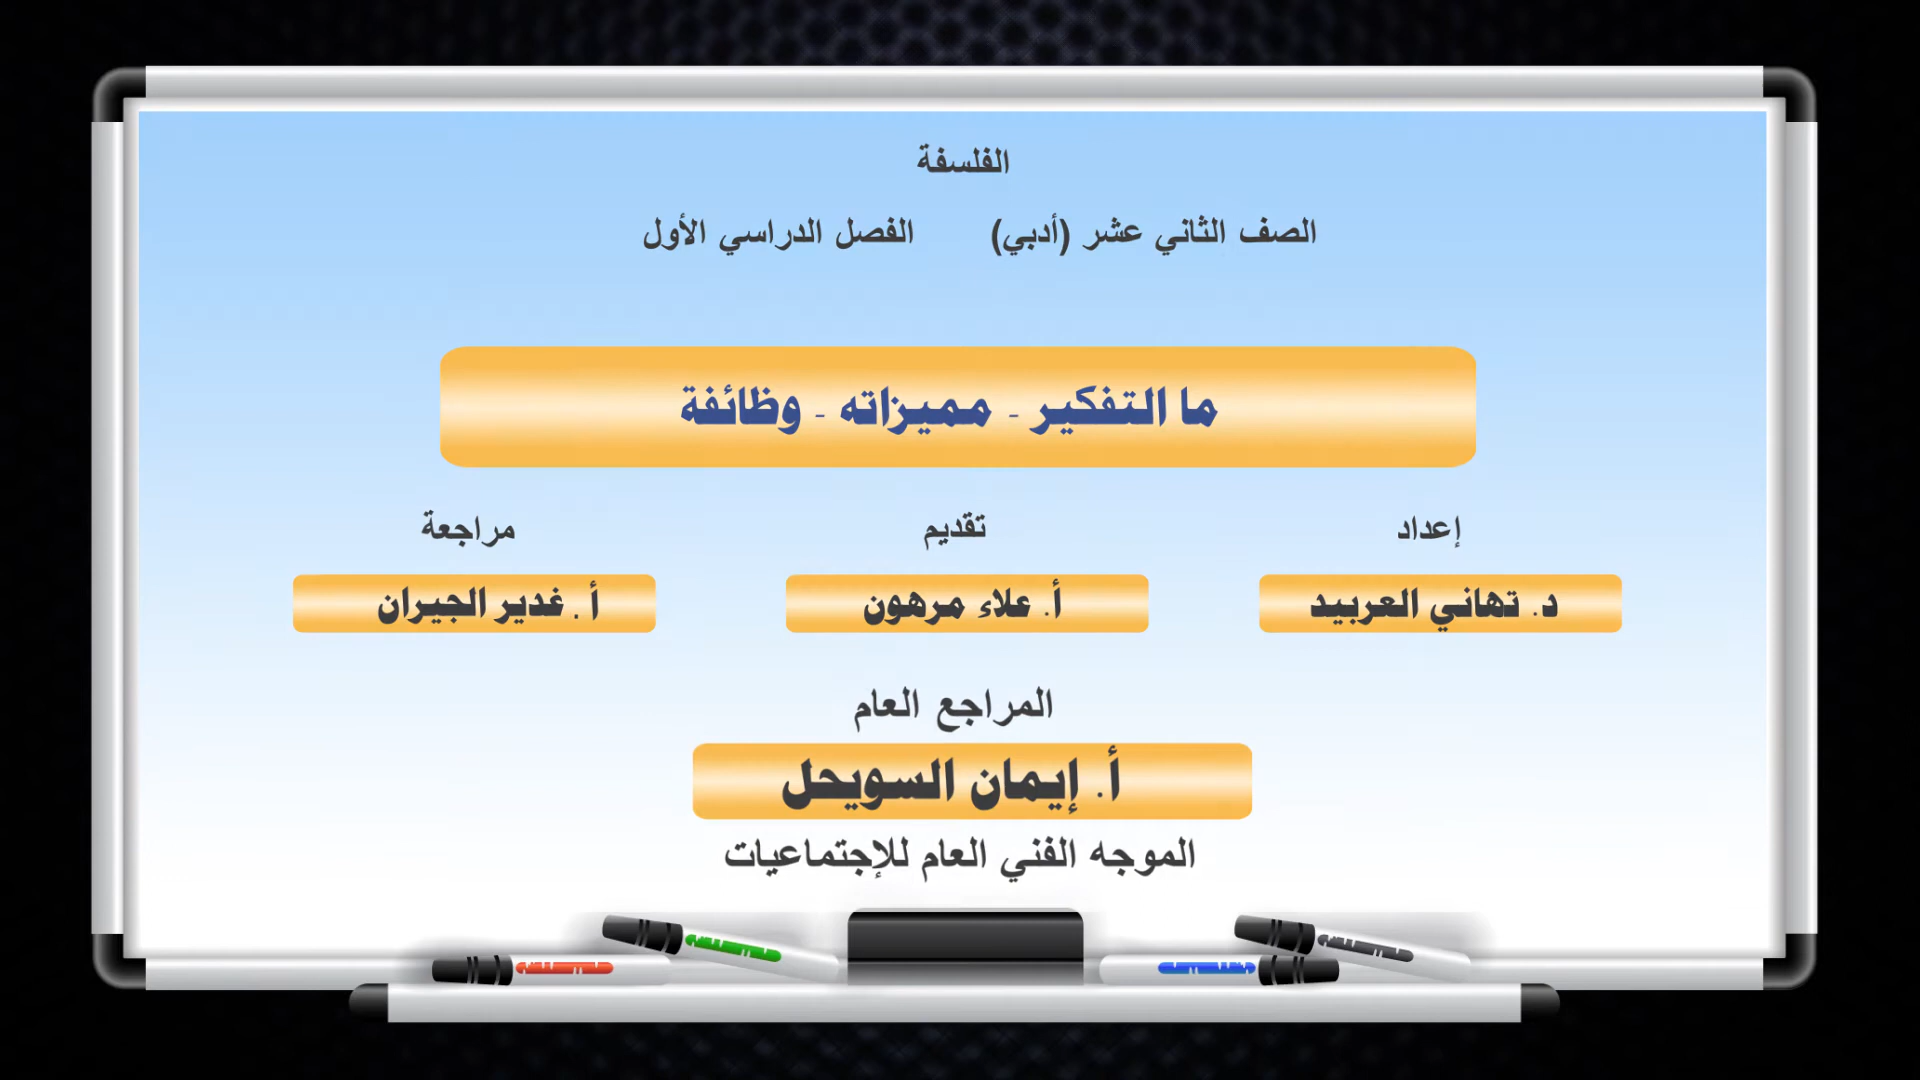 الفلسفة
الصف الثاني عشر (أدبي) الفصل الدراسي الأول
ما التفكير - مميزاته - وظائفة
إعداد تقديم مراجعة
د. تهاني العربيد أ. علاء مرهون أ. غدير الجيران
المراجع العام
أ. إيمان السويحل
الموجه الفني العام للإجتماعيات